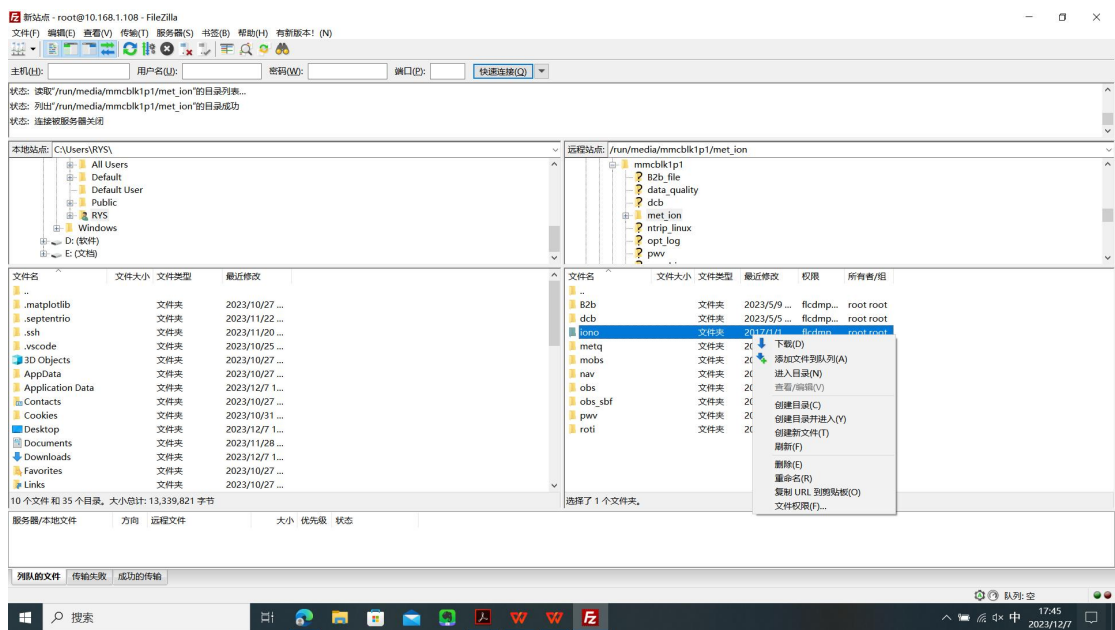 新站点 - root@10.168.1.108 - FileZilla
文件(F) 编辑(E) 查看(V) 传输(T) 服务器(S) 书签(B) 帮助(H) 有新版本! (N)
主机(H): 用户名(U): 密码(W): 端口(P): 快速连接(Q)
状态: 读取"/run/media/mmcblk1p1/met_ion"的目录列表...
状态: 列出"/run/media/mmcblk1p1/met_ion"的目录成功
状态: 连接被服务器关闭
本地站点: C:\Users\RYS\
All Users
Default
Default User
Public
RYS
Windows
D: (软件)
E: (文档)
远程站点: /run/media/mmcblk1p1/met_ion
mmcblk1p1
B2b_file
data_quality
dcb
met_ion
ntrip_linux
opt_log
pwv
文件名 文件大小 文件类型 最近修改
..
.matplotlib 文件夹 2023/10/27 ...
.septentrio 文件夹 2023/11/22 ...
.ssh 文件夹 2023/11/20 ...
.vscode 文件夹 2023/10/25 ...
3D Objects 文件夹 2023/10/27 ...
AppData 文件夹 2023/10/27 ...
Application Data 文件夹 2023/12/7 1...
Contacts 文件夹 2023/10/27 ...
Cookies 文件夹 2023/10/31 ...
Desktop 文件夹 2023/12/7 1...
Documents 文件夹 2023/11/28 ...
Downloads 文件夹 2023/12/7 1...
Favorites 文件夹 2023/10/27 ...
Links 文件夹 2023/10/27 ...
10 个文件 和 35 个目录。大小总计: 13,339,821 字节
文件名 文件大小 文件类型 最近修改 权限 所有者/组
..
B2b 文件夹 2023/5/9 ... flcdmp... root root
dcb 文件夹 2023/5/5 ... flcdmp... root root
iono 文件夹 2017/1/1 flcdmp root root
metq 文件夹 20
mobs 文件夹 20
nav 文件夹 20
obs 文件夹 20
obs_sbf 文件夹 20
pwv 文件夹 20
roti 文件夹 20
下载(D)
添加文件到队列(A)
进入目录(N)
查看/编辑(V)
创建目录(C)
创建目录并进入(Y)
创建新文件(T)
刷新(F)
删除(E)
重命名(R)
复制 URL 到剪贴板(O)
文件权限(F)...
选择了 1 个文件夹。
服务器/本地文件 方向 远程文件 大小 优先级 状态
列队的文件 传输失败 成功的传输
队列: 空
搜索
中
17:45
2023/12/7